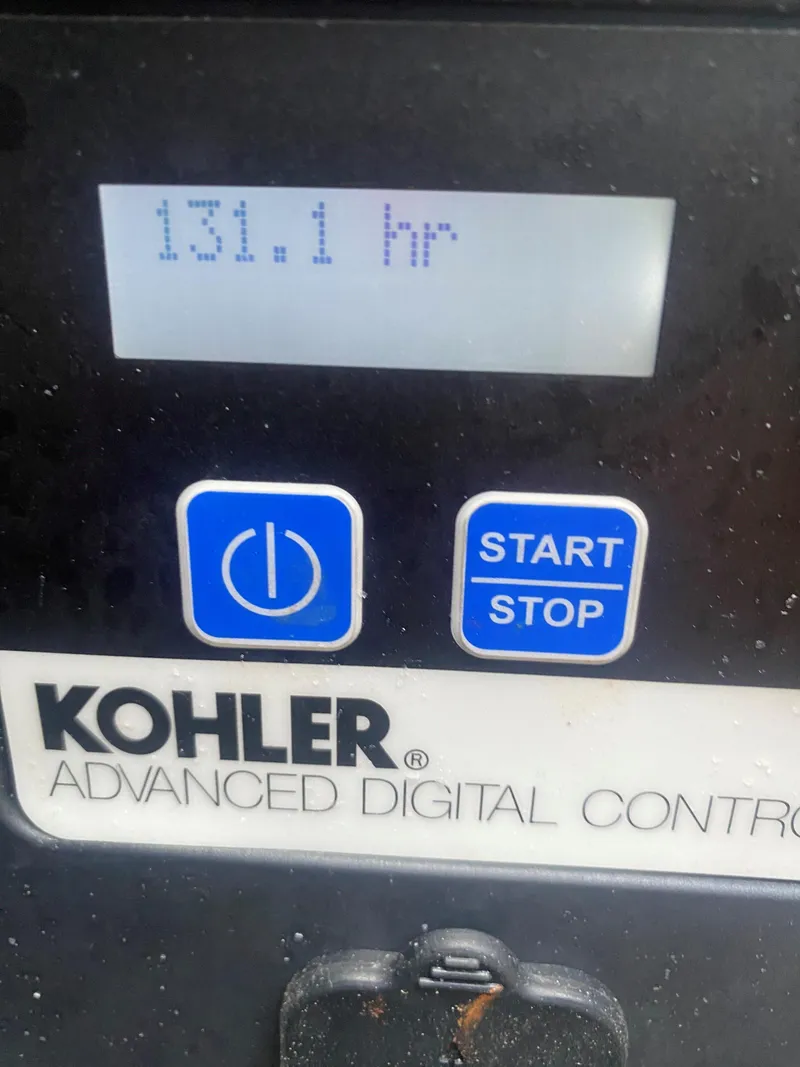 131.1 hr
START
STOP
KOHLER®
ADVANCED DIGITAL